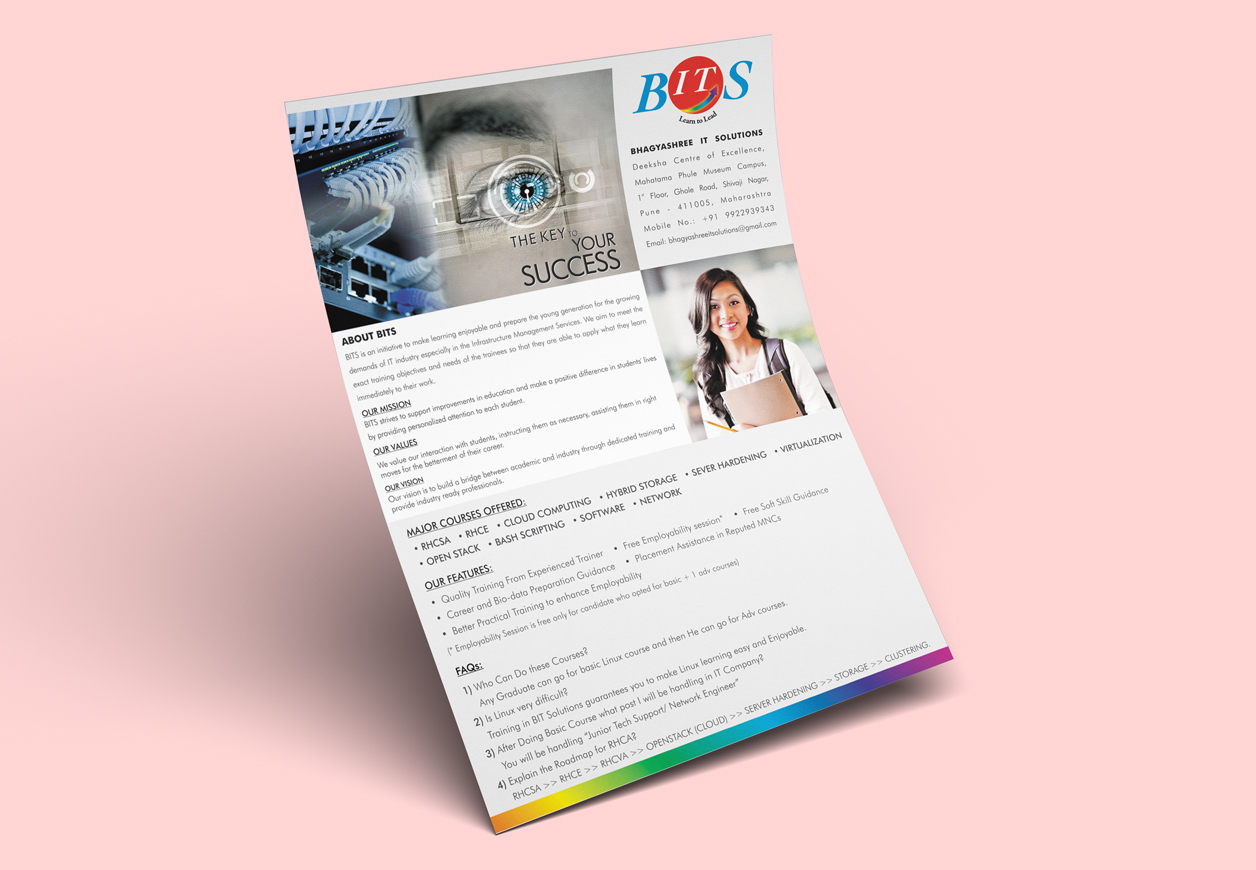 THE KEY TO
YOUR
SUCCESS
BITS
Learn to Lead
BHAGYASHREE IT SOLUTIONS
Deeksha Centre of Excellence,
Mahatama Phule Museum Campus,
1st Floor, Ghole Road, Shivaji Nagar,
Pune - 411005, Maharashtra
Mobile No.: +91 9922939343
Email: bhagyashreeitsolutions@gmail.com
ABOUT BITS
BITS is an initiative to make learning enjoyable and prepare the young generation for the growing
demands of IT industry especially in the Infrastructure Management Services. We aim to meet the
exact training objectives and needs of the trainees so that they are able to apply what they learn
immediately to their work.
OUR MISSION
BITS strives to support improvements in education and make a positive difference in students' lives
by providing personalized attention to each student.
OUR VALUES
We value our interaction with students, instructing them as necessary, assisting them in right
moves for the betterment of their career.
OUR VISION
Our vision is to build a bridge between academic and industry through dedicated training and
provide industry ready professionals.
MAJOR COURSES OFFERED:
• RHCSA • RHCE • CLOUD COMPUTING • HYBRID STORAGE • SEVER HARDENING • VIRTUALIZATION
• OPEN STACK • BASH SCRIPTING • SOFTWARE • NETWORK
OUR FEATURES:
• Quality Training From Experienced Trainer • Free Employability session* • Free Soft Skill Guidance
• Career and Bio-data Preparation Guidance • Placement Assistance in Reputed MNCs
• Better Practical Training to enhance Employability
(* Employability Session is free only for candidate who opted for basic + 1 adv courses)
FAQs:
1) Who Can Do these Courses?
Any Graduate can go for basic Linux course and then He can go for Adv courses.
2) Is Linux very difficult?
Training in BIT Solutions guarantees you to make Linux learning easy and Enjoyable.
3) After Doing Basic Course what post I will be handling in IT Company?
You will be handling "Junior Tech Support/ Network Engineer"
4) Explain the Roadmap for RHCA?
RHCSA >> RHCE >> RHCVA >> OPENSTACK (CLOUD) >> SERVER HARDENING >> STORAGE >> CLUSTERING.